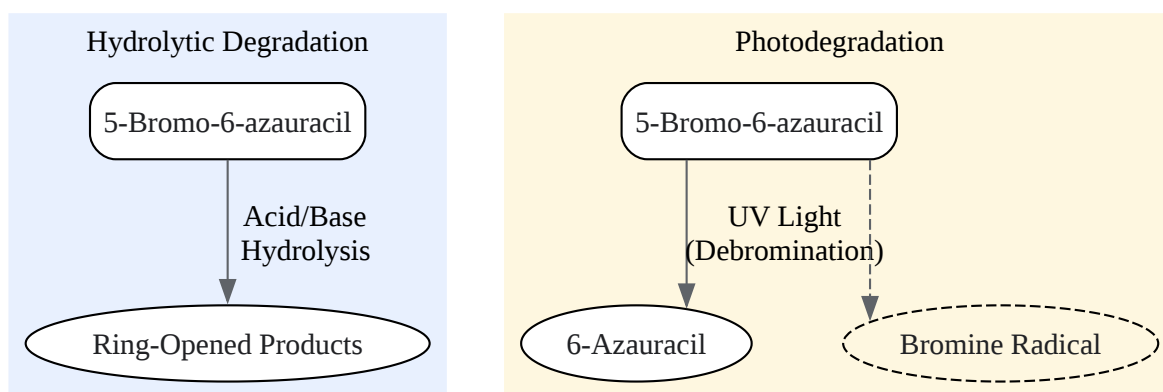 Hydrolytic Degradation
5-Bromo-6-azauracil
Acid/Base
Hydrolysis
Ring-Opened Products
Photodegradation
5-Bromo-6-azauracil
UV Light
(Debromination)
6-Azauracil
Bromine Radical